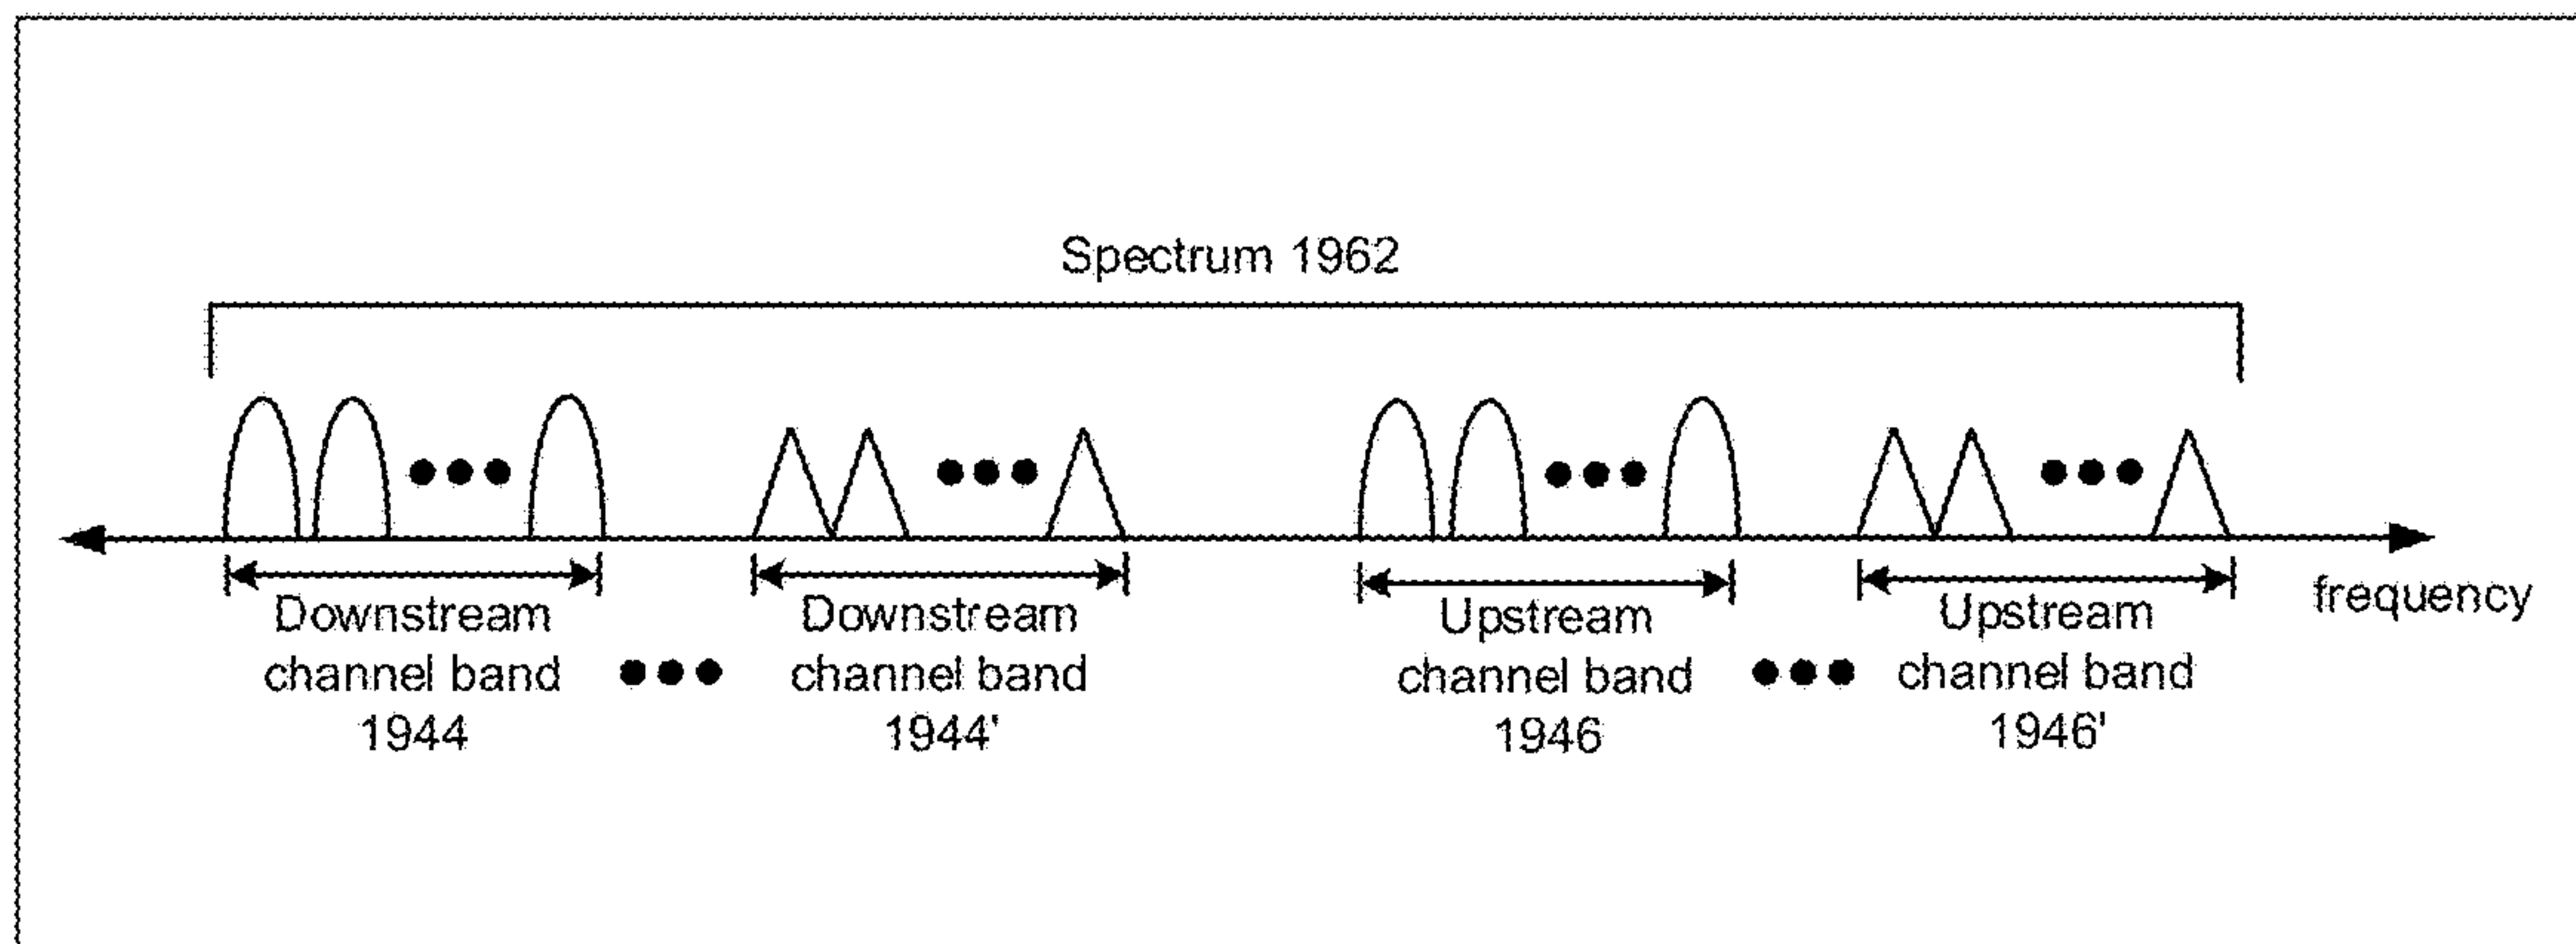 Spectrum 1962
Downstream
channel band
1944
Downstream
channel band
1944'
Upstream
channel band
1946
Upstream
channel band
1946'
frequency